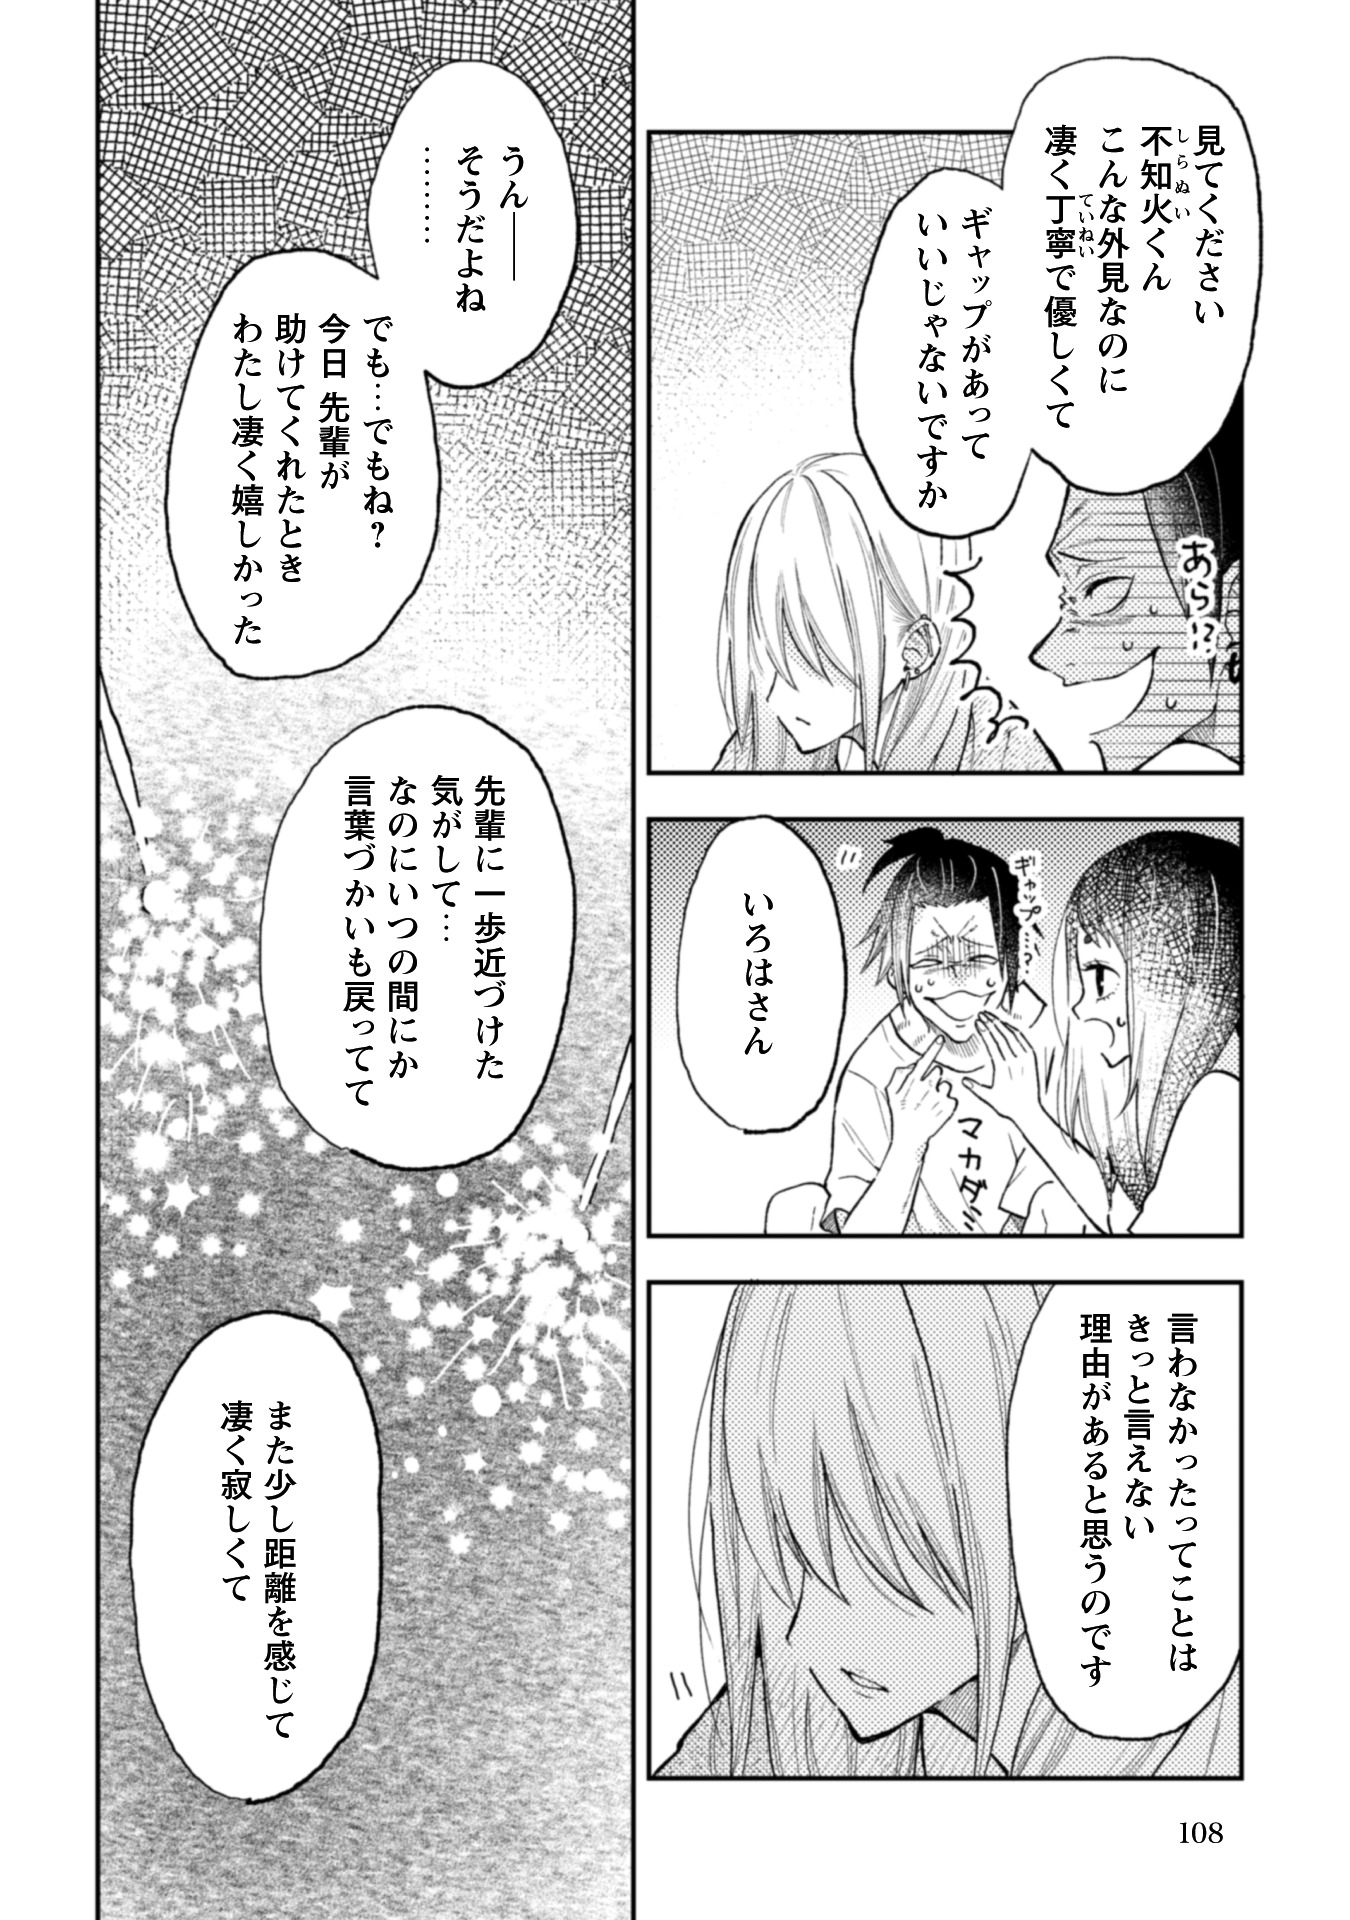 見てください
不知火くん
しらぬい
こんな外見なのに
凄く丁寧で優しくて
ていねい
ギャップがあって
いいじゃないですか
あら!?
ギャップ…?
マカダミ
いろはさん
言わなかったってことは
きっと言えない
理由があると思うのです
うん――
そうだよね
………
でも…でもね?
今日 先輩が
助けてくれたとき
わたし凄く嬉しかった
先輩に一歩近づけた
気がして…
なのにいつの間にか
言葉づかいも戻ってて
また少し距離を感じて
凄く寂しくて
108